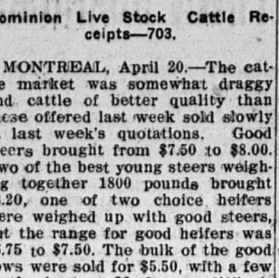 ominion Live Stock Cattle Re-
ceipts—703.
MONTREAL, April 20.—The cat-
e market was somewhat draggy
nd cattle of better quality than
ese offered last week sold slowly
last week's quotations. Good
eers brought from $7.50 to $8.00.
wo of the best young steers weigh-
g together 1800 pounds brought
.20, one of two choice heifers
ere weighed up with good steers,
t the range for good heifers was
.75 to $7.50. The bulk of the good
ws were sold for $5.50, with a few